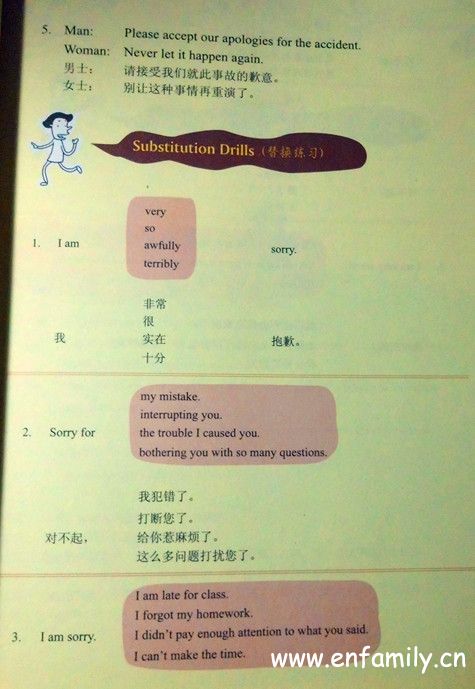 5. Man: Please accept our apologies for the accident.
Woman: Never let it happen again.
男士: 请接受我们就此事故的歉意。
女士: 别让这种事情再重演了。
Substitution Drills (替换练习)
very
so
1. I am awfully sorry.
terribly
非常
很
我 实在 抱歉。
十分
my mistake.
interrupting you.
2. Sorry for the trouble I caused you.
bothering you with so many questions.
我犯错了。
打断您了。
对不起, 给你惹麻烦了。
这么多问题打扰您了。
I am late for class.
I forgot my homework.
3. I am sorry. I didn't pay enough attention to what you said.
I can't make the time.
www.enfamily.cn